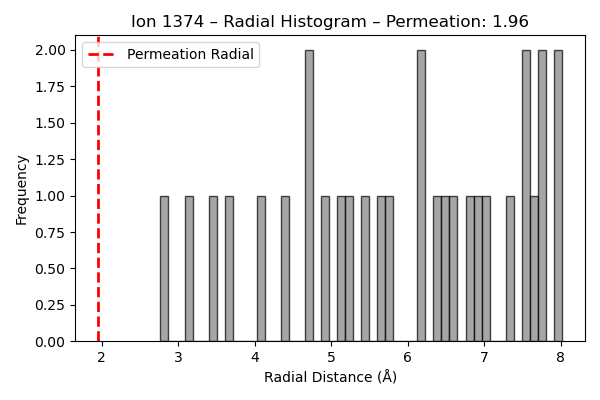 Ion 1374 – Radial Histogram – Permeation: 1.96
Permeation Radial
Frequency
2.00
1.75
1.50
1.25
1.00
0.75
0.50
0.25
0.00
2 3 4 5 6 7 8
Radial Distance (Å)